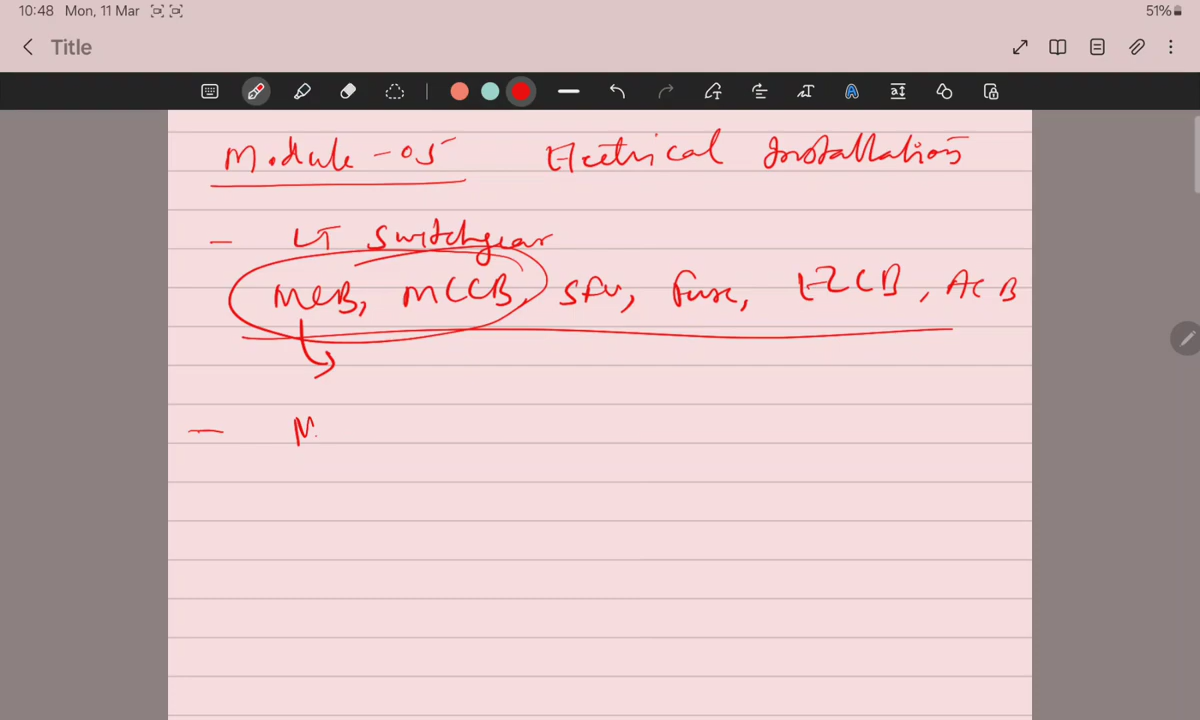 10:48 Mon, 11 Mar 51%
Title
Module - 05 Electrical Installations
- LT Switchgear
MCB, MCCB, SFU, Fuse, ELCB, ACB
- M